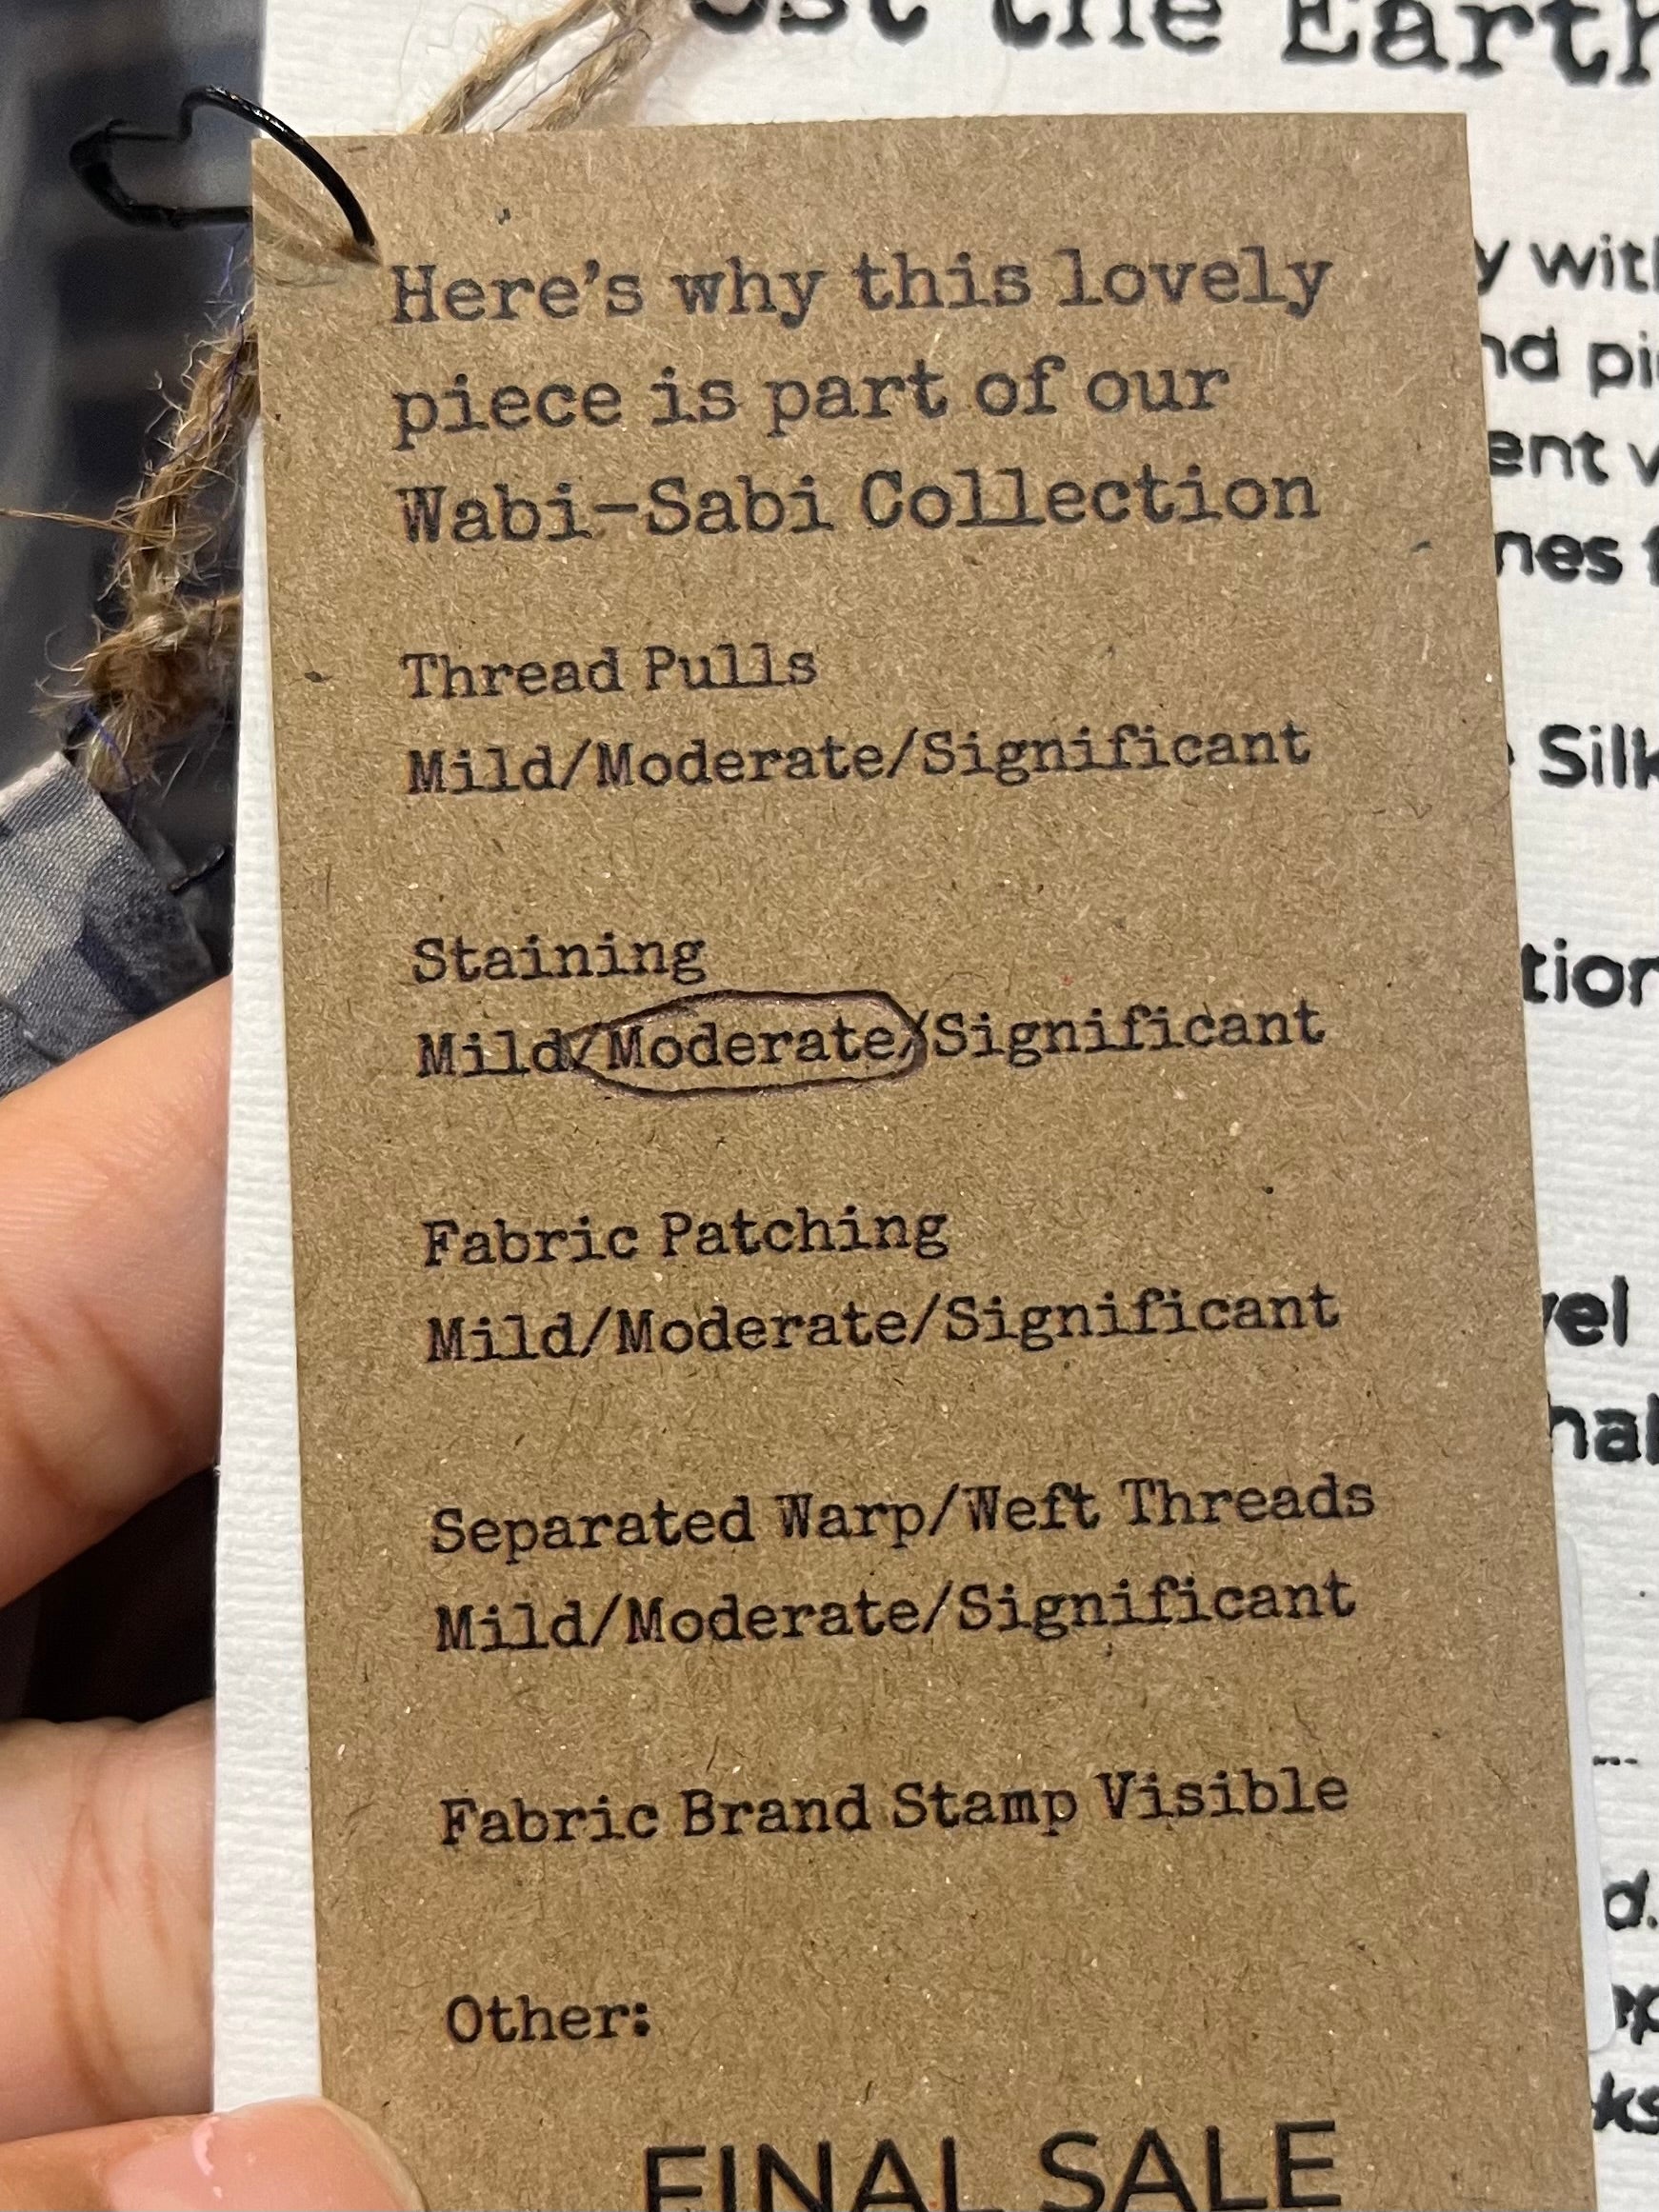 the Earth
Here's why this lovely
piece is part of our
Wabi-Sabi Collection
Thread Pulls
Mild/Moderate/Significant
Staining
Mild/Moderate/Significant
Fabric Patching
Mild/Moderate/Significant
Separated Warp/Weft Threads
Mild/Moderate/Significant
Fabric Brand Stamp Visible
Other:
FINAL SALE